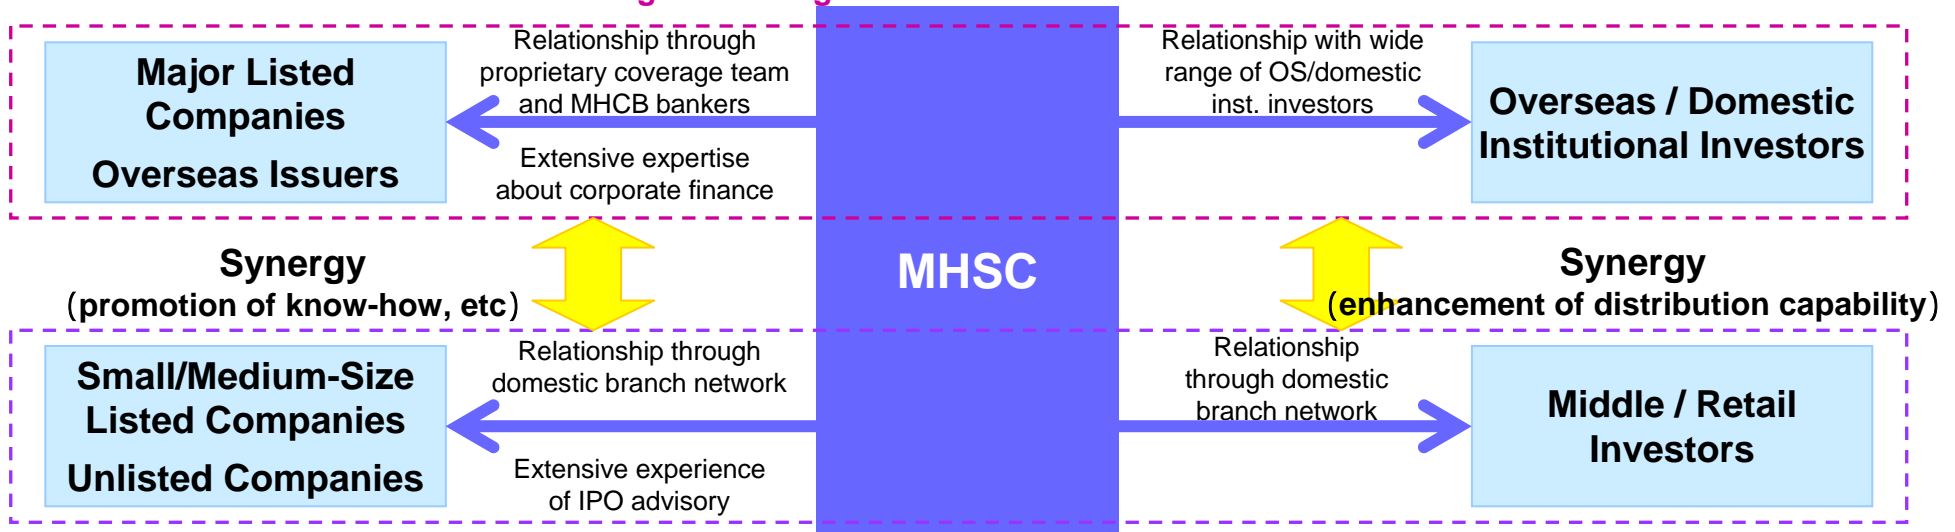 Relationship through
proprietary coverage team
and MHCB bankers
Relationship with wide
range of OS/domestic
inst. investors
Major Listed
Companies
Overseas Issuers
Overseas / Domestic
Institutional Investors
Extensive expertise
about corporate finance
Synergy
(promotion of know-how, etc)
MHSC
Synergy
(enhancement of distribution capability)
Relationship through
domestic branch network
Relationship
through domestic
branch network
Small/Medium-Size
Listed Companies
Unlisted Companies
Middle / Retail
Investors
Extensive experience
of IPO advisory